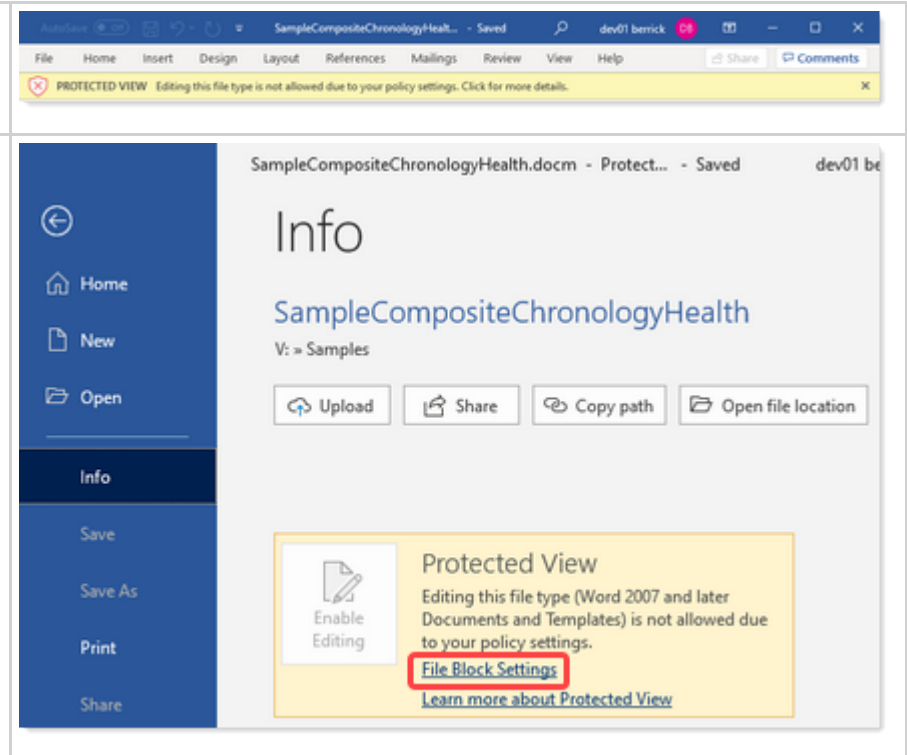 AutoSave On SampleCompositeChronologyHealt... - Saved dev01 berrick DB
File Home Insert Design Layout References Mailings Review View Help Share Comments
PROTECTED VIEW Editing this file type is not allowed due to your policy settings. Click for more details.
SampleCompositeChronologyHealth.docm - Protect... - Saved dev01 be
Info
Home
SampleCompositeChronologyHealth
New
V: » Samples
Open
Upload Share Copy path Open file location
Info
Save
Protected View
Save As
Enable
Editing
Editing this file type (Word 2007 and later
Documents and Templates) is not allowed due
to your policy settings.
Print
File Block Settings
Learn more about Protected View
Share